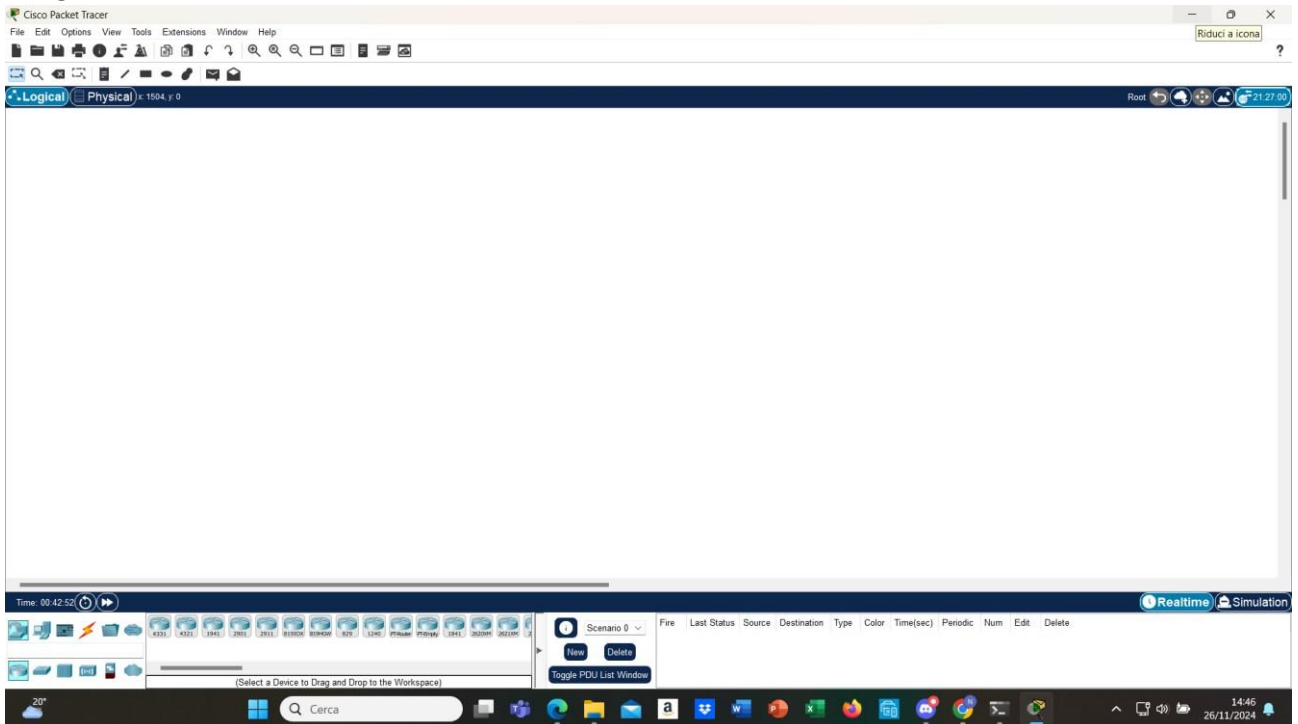 Cisco Packet Tracer
File Edit Options View Tools Extensions Window Help
Riduci a icona
?
Logical Physical x: 1504, y: 0
Root 21:27:00
Time: 00:42:52
Realtime Simulation
4331 4321 1941 2901 2911 819HGW 829 1240 PT-Router PT-Empty 1941 2620XM 2621XM 2
Scenario 0
Fire Last Status Source Destination Type Color Time(sec) Periodic Num Edit Delete
New Delete
Toggle PDU List Window
(Select a Device to Drag and Drop to the Workspace)
20°
Cerca
14:46
26/11/2024